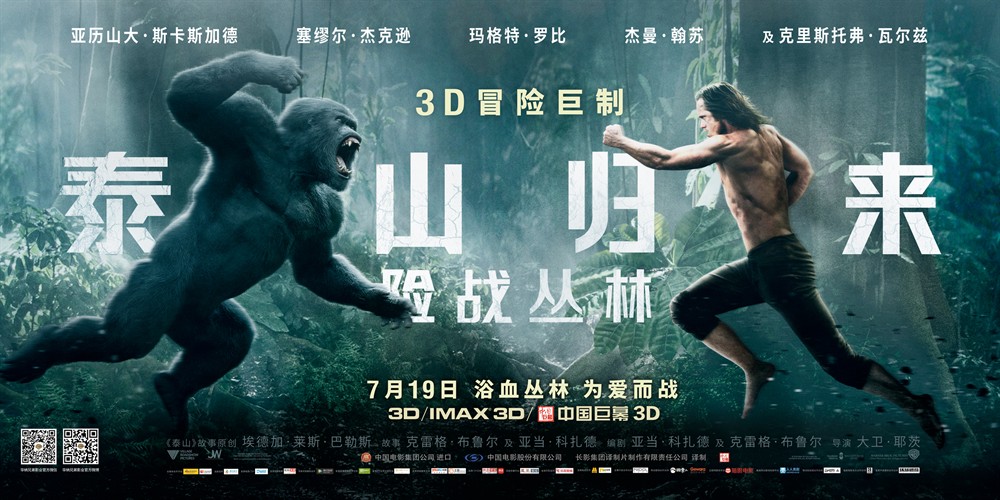 亚历山大·斯卡斯加德 塞缪尔·杰克逊 玛格特·罗比 杰曼·翰苏 及克里斯托弗·瓦尔兹
3D冒险巨制
泰山归来
险战丛林
7月19日 浴血丛林 为爱而战
3D/IMAX 3D/中国巨幕3D
《泰山》故事原创 埃德加·莱斯·巴勒斯 故事 克雷格·布鲁尔 及 亚当·科扎德 编剧 亚当·科扎德 及 克雷格·布鲁尔 导演 大卫·耶茨
中国电影集团公司 进口 中国电影股份有限公司 长影集团译制片制作有限责任公司 译制